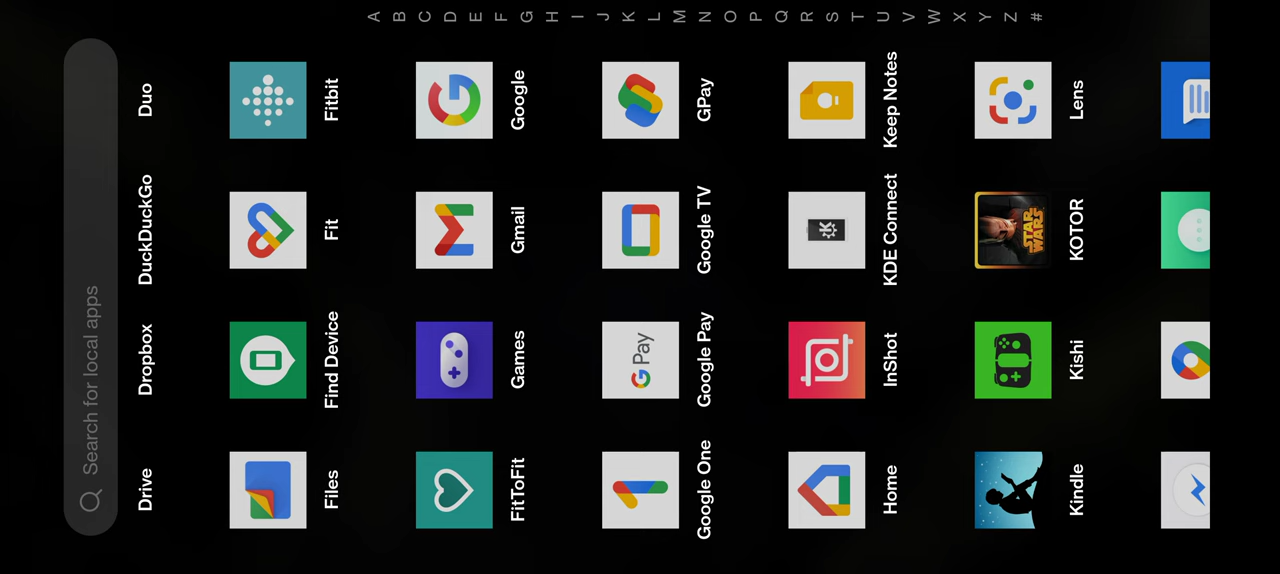 Search for local apps
Drive
Dropbox
DuckDuckGo
Duo
Files
Find Device
Fit
Fitbit
FitToFit
Games
Gmail
Google
G Pay
Google One
Google Pay
Google TV
GPay
Home
InShot
KDE Connect
Keep Notes
STAR
WARS
Kindle
Kishi
KOTOR
Lens
A
B
C
D
E
F
G
H
I
J
K
L
M
N
O
P
Q
R
S
T
U
V
W
X
Y
Z
#